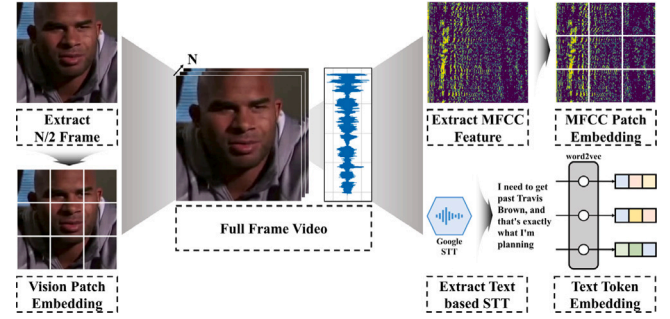 N
Extract
N/2 Frame
Vision Patch
Embedding
Full Frame Video
Extract MFCC
Feature
MFCC Patch
Embedding
Google
STT
I need to get
past Travis
Brown, and
that's exactly
what I'm
planning
word2vec
Extract Text
based STT
Text Token
Embedding